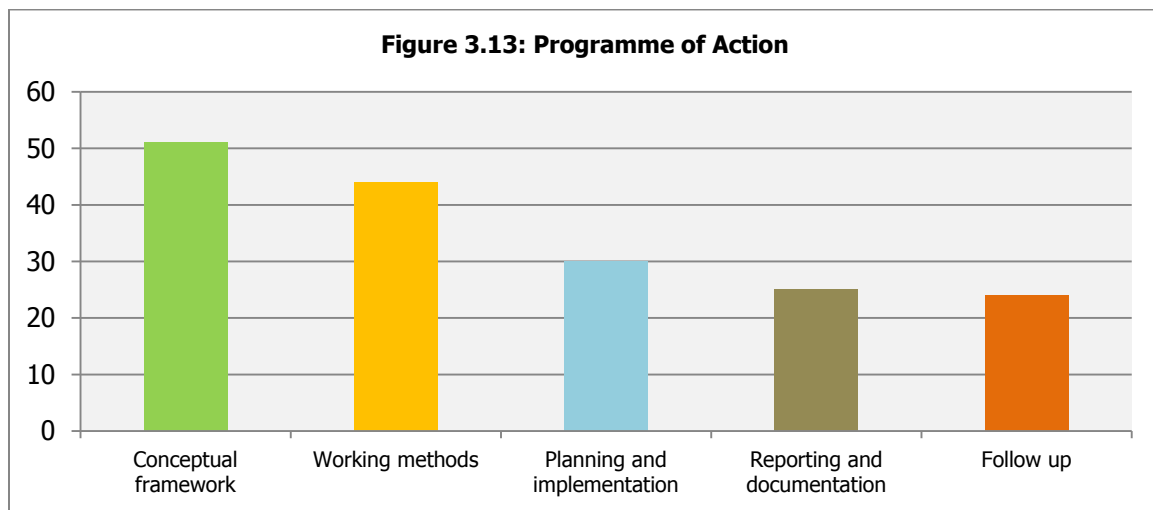 Figure 3.13: Programme of Action
60
50
40
30
20
10
0
Conceptual
framework
Working methods
Planning and
implementation
Reporting and
documentation
Follow up